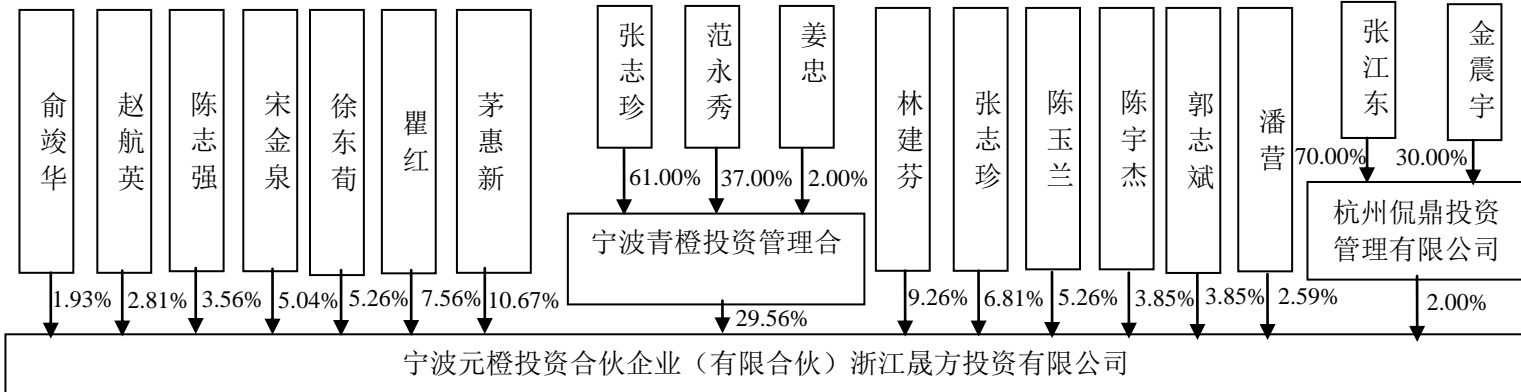 俞竣华
赵航英
陈志强
宋金泉
徐东荀
瞿红
茅惠新
张志珍
范永秀
姜忠
林建芬
张志珍
陈玉兰
陈宇杰
郭志斌
潘营
张江东
金震宇
61.00%
37.00%
2.00%
70.00%
30.00%
宁波青橙投资管理合
杭州侃鼎投资
管理有限公司
1.93%
2.81%
3.56%
5.04%
5.26%
7.56%
10.67%
29.56%
9.26%
6.81%
5.26%
3.85%
3.85%
2.59%
2.00%
宁波元橙投资合伙企业（有限合伙）浙江晟方投资有限公司